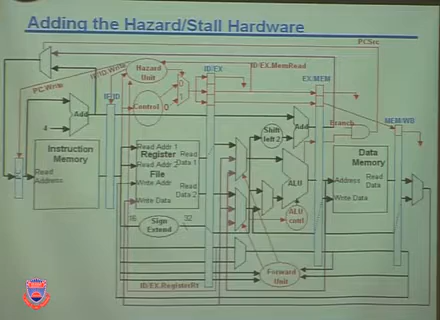 Adding the Hazard/Stall Hardware
PCSrc
Hazard
Unit
ID/EX
ID/EX.MemRead
EX/MEM
IF/ID.Write
PC.Write
0
Control
0
1
IF/ID
Add
4
Branch
MEM/WB
Shift
left 2
Add
Instruction
Memory
Read
Address
Read Addr 1
Register
Read
Data 1
Read Addr 2
File
Write Addr
Read
Data 2
Write Data
ALU
Data
Memory
Address
Read
Data
Write Data
16
Sign
Extend
32
ALU
cntrl
Forward
Unit
ID/EX.RegisterRt